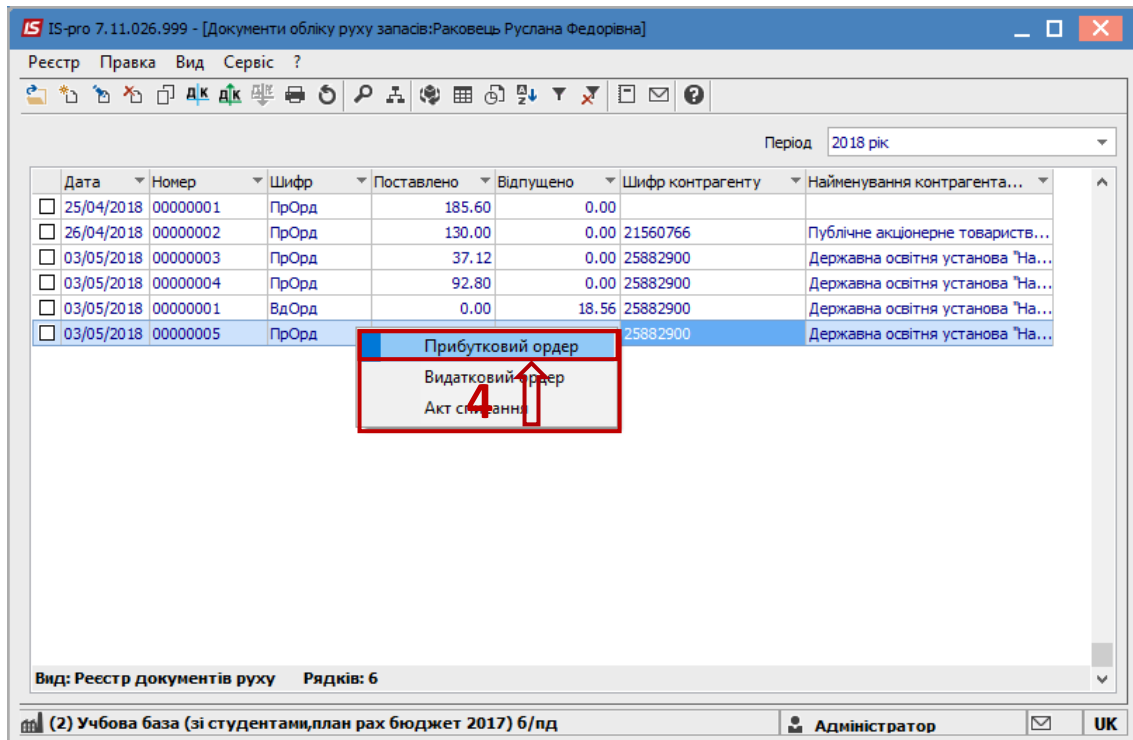 IS-pro 7.11.026.999 - [Документи обліку руху запасів:Раковець Руслана Федорівна]
Реєстр Правка Вид Сервіс ?
Період 2018 рік
Дата Номер Шифр Поставлено Відпущено Шифр контрагенту Найменування контрагента...
25/04/2018 00000001 ПрОрд 185.60 0.00
26/04/2018 00000002 ПрОрд 130.00 0.00 21560766 Публічне акціонерне товариств...
03/05/2018 00000003 ПрОрд 37.12 0.00 25882900 Державна освітня установа "На...
03/05/2018 00000004 ПрОрд 92.80 0.00 25882900 Державна освітня установа "На...
03/05/2018 00000001 ВдОрд 0.00 18.56 25882900 Державна освітня установа "На...
03/05/2018 00000005 ПрОрд 25882900 Державна освітня установа "На...
Прибутковий ордер
Видатковий ордер
Акт списання
4
Вид: Реєстр документів руху Рядків: 6
(2) Учбова база (зі студентами,план рах бюджет 2017) б/пд Адміністратор UK